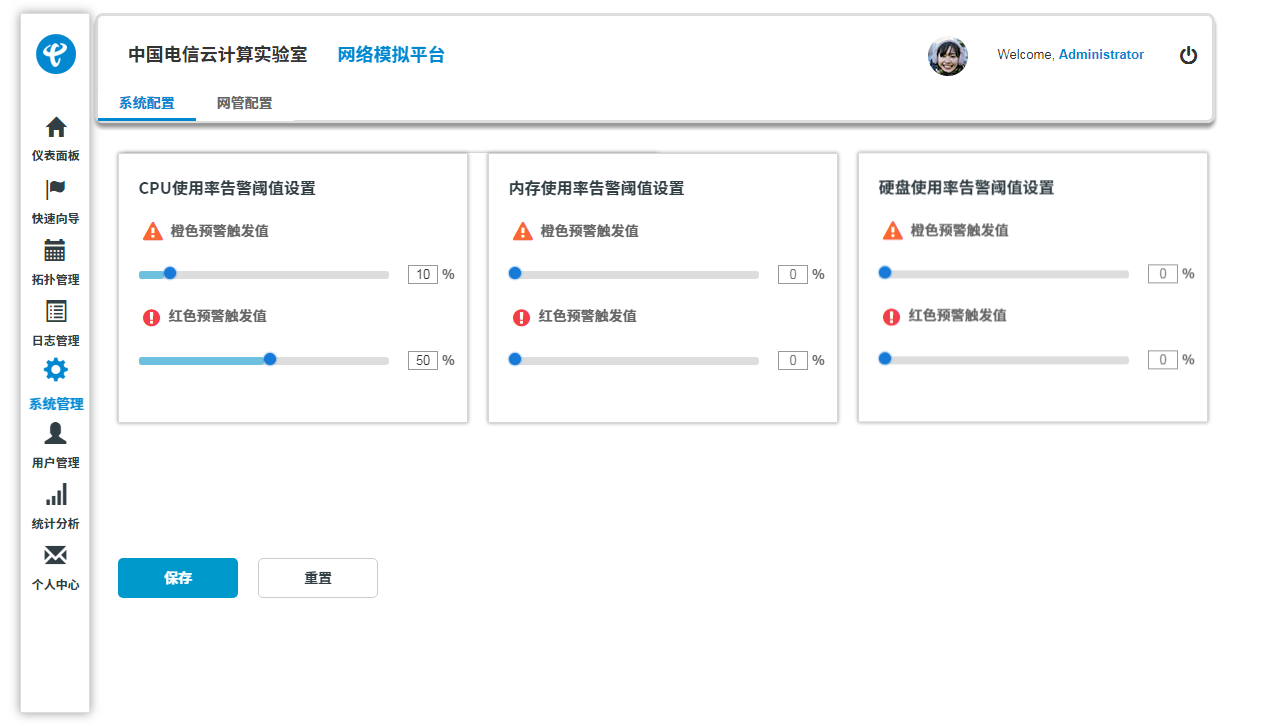 中国电信云计算实验室 网络模拟平台
Welcome, Administrator
系统配置 网管配置
仪表面板
快速向导
拓扑管理
日志管理
系统管理
用户管理
统计分析
个人中心
CPU使用率告警阈值设置
橙色预警触发值
10 %
红色预警触发值
50 %
内存使用率告警阈值设置
橙色预警触发值
0 %
红色预警触发值
0 %
硬盘使用率告警阈值设置
橙色预警触发值
0 %
红色预警触发值
0 %
保存 重置